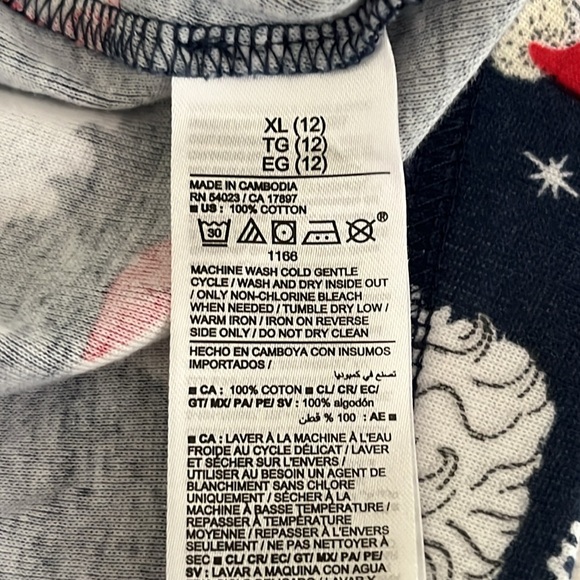 XL (12)
TG (12)
EG (12)
MADE IN CAMBODIA
RN 54023 / CA 17897
■ US : 100% COTTON
30
®
1166
MACHINE WASH COLD GENTLE
CYCLE / WASH AND DRY INSIDE OUT
/ ONLY NON-CHLORINE BLEACH
WHEN NEEDED / TUMBLE DRY LOW /
WARM IRON / IRON ON REVERSE
SIDE ONLY / DO NOT DRY CLEAN
HECHO EN CAMBOYA CON INSUMOS
IMPORTADOS /
تصنع في كمبوديا
■ CA : 100% COTON ■ CL/ CR/ EC/
GT/ MX/ PA/ PE/ SV : 100% algodón
■ AE : 100 % قطن
■ CA : LAVER À LA MACHINE À L'EAU
FROIDE AU CYCLE DÉLICAT / LAVER
ET SÉCHER SUR L'ENVERS /
UTILISER AU BESOIN UN AGENT DE
BLANCHIMENT SANS CHLORE
UNIQUEMENT / SÉCHER À LA
MACHINE À BASSE TEMPÉRATURE /
REPASSER À TEMPÉRATURE
MOYENNE / REPASSER À L'ENVERS
SEULEMENT / NE PAS NETTOYER À
SEC ■ CL/ CR/ EC/ GT/ MX/ PA/ PE/
SV : LAVAR A MAQUINA CON AGUA